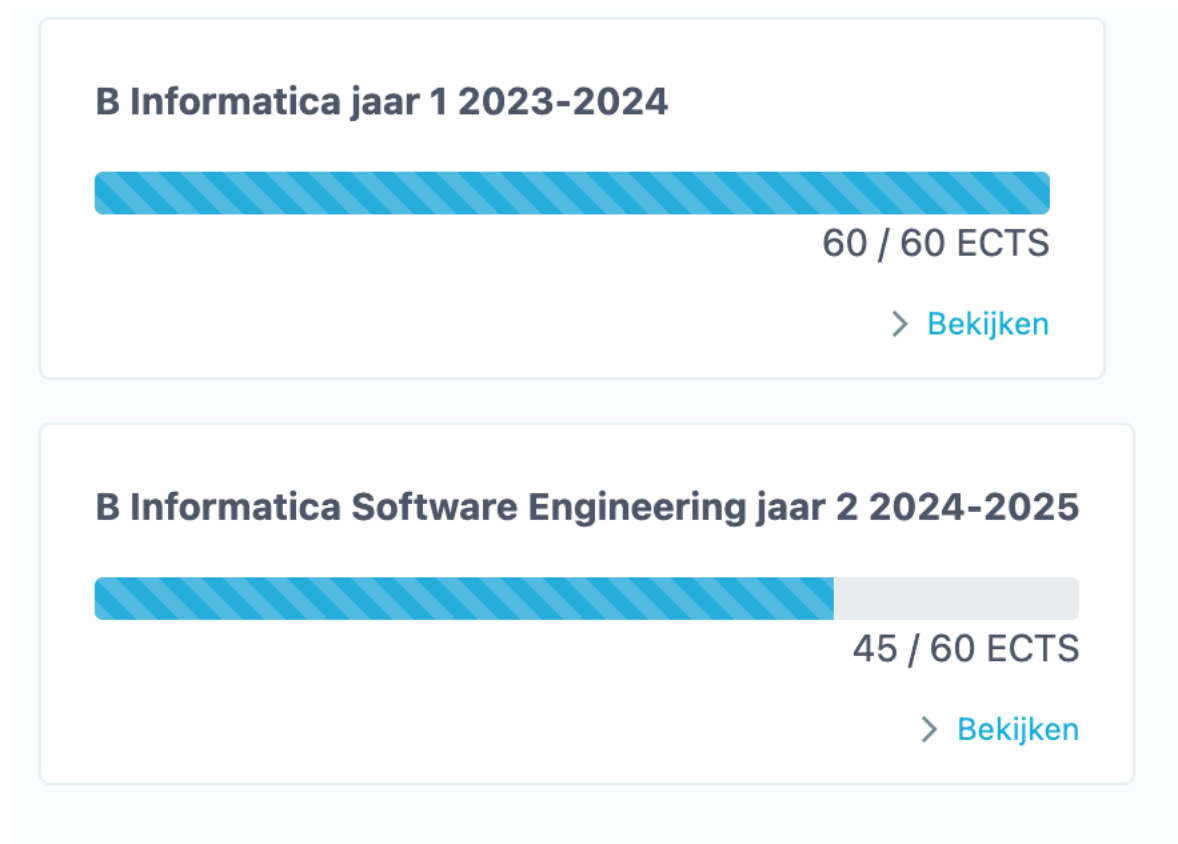 B Informatica jaar 1 2023-2024
60 / 60 ECTS
Bekijken
B Informatica Software Engineering jaar 2 2024-2025
45 / 60 ECTS
Bekijken